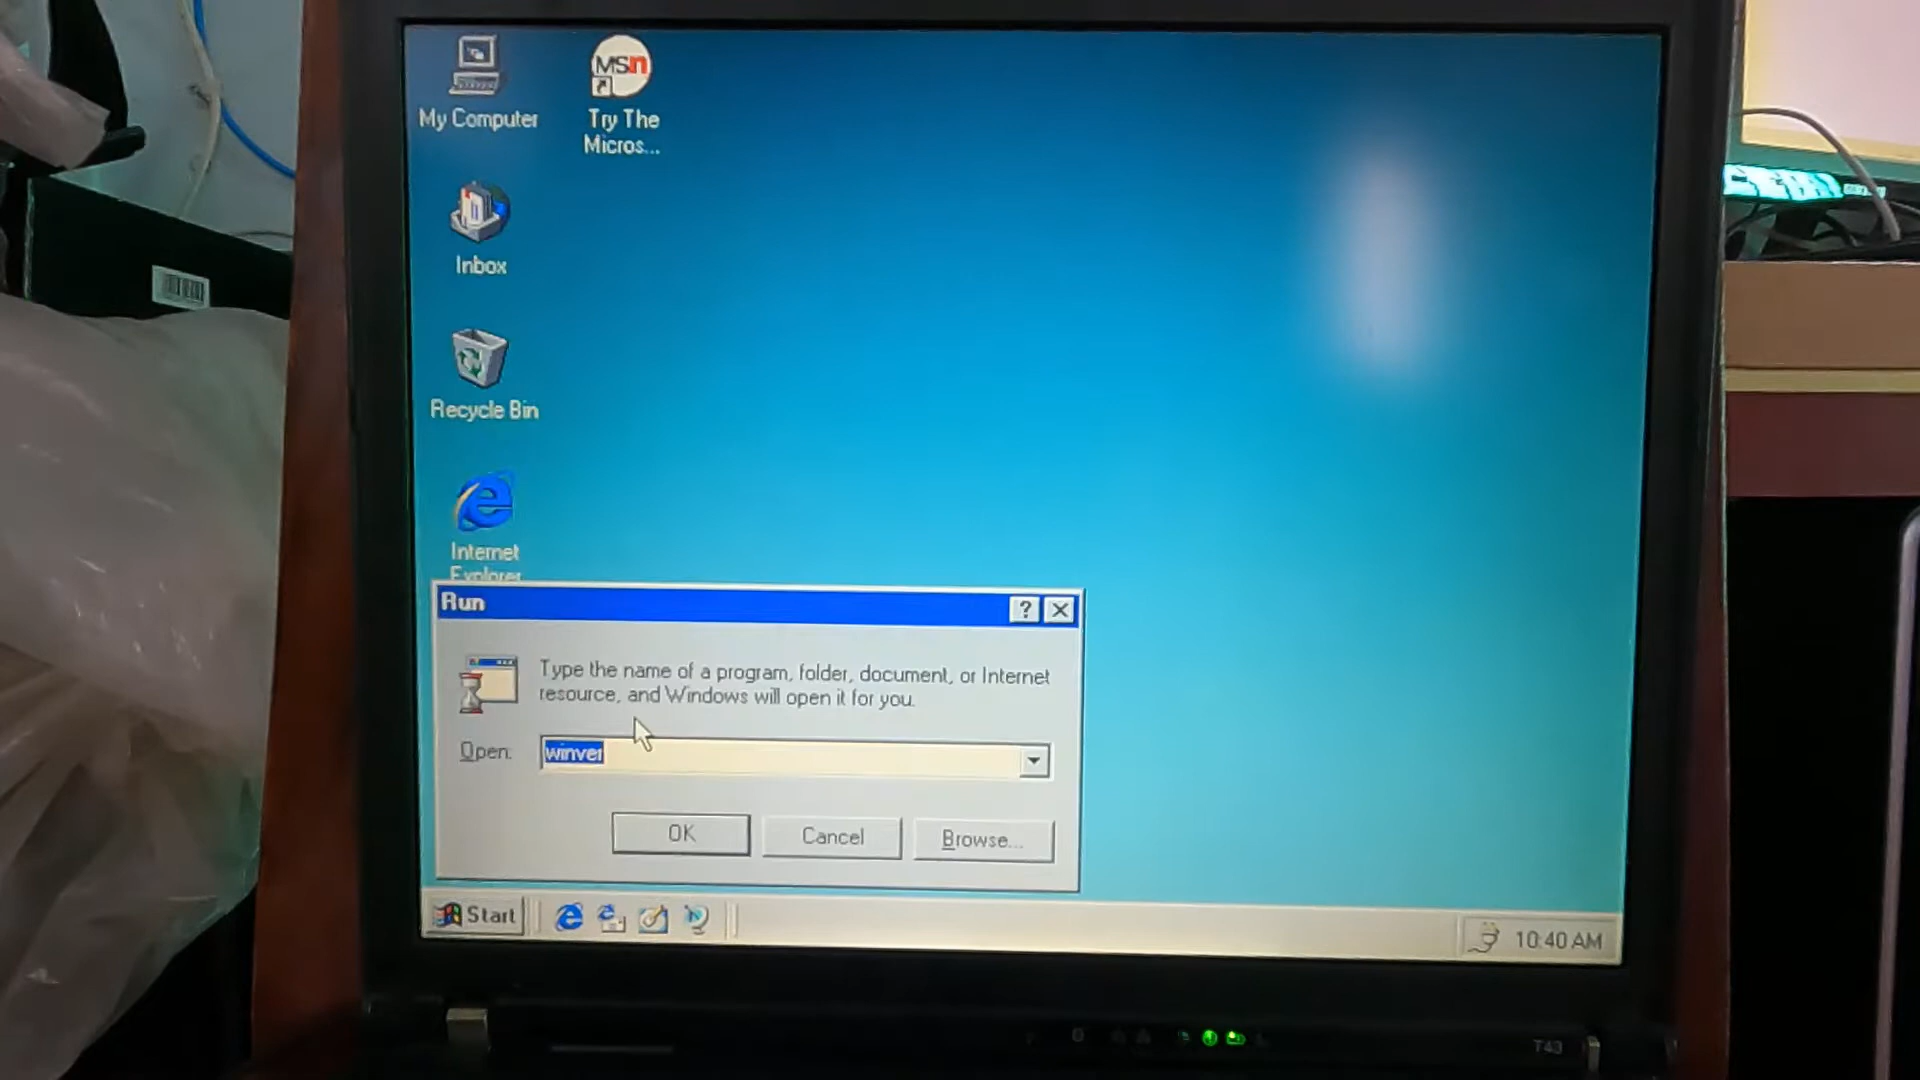 My Computer
msn
Try The
Micros...
Inbox
Recycle Bin
Internet
Explorer
Run
?
Type the name of a program, folder, document, or Internet
resource, and Windows will open it for you.
Open:
winver
OK
Cancel
Browse...
Start
10:40 AM
T43